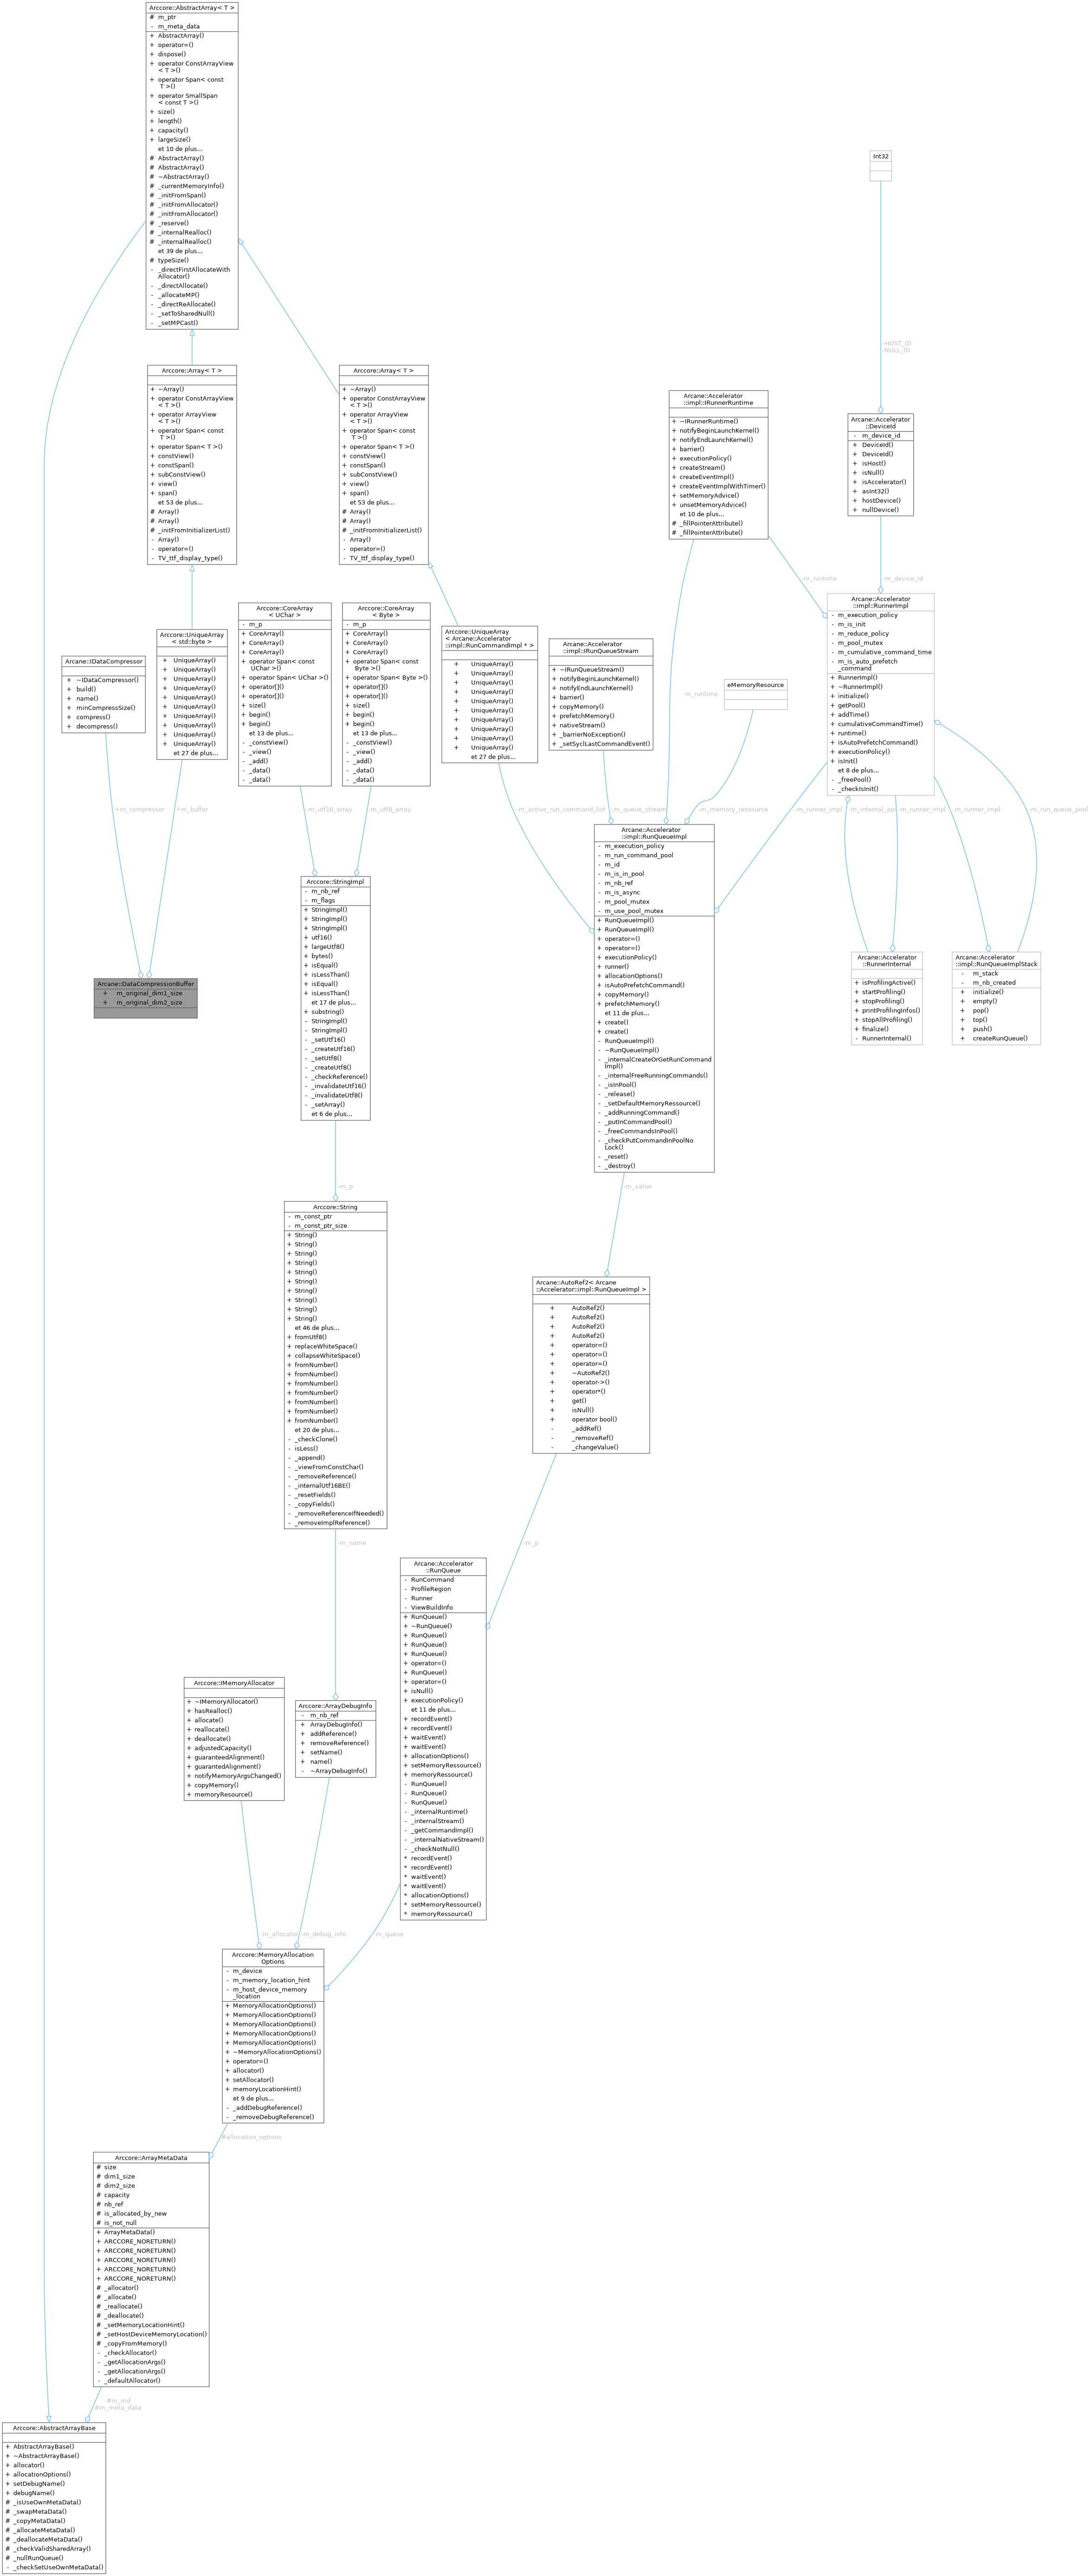 Arccore::AbstractArray< T >
# m_ptr
- m_meta_data
+ AbstractArray()
+ operator=()
+ dispose()
+ operator ConstArrayView
< T >()
+ operator Span< const
T >()
+ operator SmallSpan
< const T >()
+ size()
+ length()
+ capacity()
+ largeSize()
et 10 de plus...
# AbstractArray()
# AbstractArray()
# ~AbstractArray()
# _currentMemoryInfo()
# _initFromSpan()
# _initFromAllocator()
# _initFromAllocator()
# _reserve()
# _internalRealloc()
# _internalRealloc()
et 39 de plus...
# typeSize()
- _directFirstAllocateWith
Allocator()
- _directAllocate()
- _allocateMP()
- _directReAllocate()
- _setToSharedNull()
- _setMPCast()
Int32
-HOST_ID
-NULL_ID
Arccore::Array< T >
+ ~Array()
+ operator ConstArrayView
< T >()
+ operator ArrayView
< T >()
+ operator Span< const
T >()
+ operator Span< T >()
+ constView()
+ constSpan()
+ subConstView()
+ view()
+ span()
et 53 de plus...
# Array()
# Array()
# _initFromInitializerList()
- Array()
- operator=()
- TV_ttf_display_type()
Arccore::Array< T >
+ ~Array()
+ operator ConstArrayView
< T >()
+ operator ArrayView
< T >()
+ operator Span< const
T >()
+ operator Span< T >()
+ constView()
+ constSpan()
+ subConstView()
+ view()
+ span()
et 53 de plus...
# Array()
# Array()
# _initFromInitializerList()
- Array()
- operator=()
- TV_ttf_display_type()
Arcane::Accelerator
::impl::IRunnerRuntime
+ ~IRunnerRuntime()
+ notifyBeginLaunchKernel()
+ notifyEndLaunchKernel()
+ barrier()
+ executionPolicy()
+ createStream()
+ createEventImpl()
+ createEventImplWithTimer()
+ setMemoryAdvice()
+ unsetMemoryAdvice()
et 10 de plus...
# _fillPointerAttribute()
# _fillPointerAttribute()
Arcane::Accelerator
::DeviceId
- m_device_id
+ DeviceId()
+ DeviceId()
+ isHost()
+ isNull()
+ isAccelerator()
+ asInt32()
+ hostDevice()
+ nullDevice()
-m_runtime
-m_device_id
Arcane::Accelerator
::impl::RunnerImpl
- m_execution_policy
- m_is_init
- m_reduce_policy
- m_pool_mutex
- m_cumulative_command_time
- m_is_auto_prefetch
_command
+ RunnerImpl()
+ ~RunnerImpl()
+ initialize()
+ getPool()
+ addTime()
+ cumulativeCommandTime()
+ runtime()
+ isAutoPrefetchCommand()
+ executionPolicy()
+ isInit()
et 8 de plus...
- _freePool()
- _checkIsInit()
Arcane::IDataCompressor
+ ~IDataCompressor()
+ build()
+ name()
+ minCompressSize()
+ compress()
+ decompress()
Arccore::UniqueArray
< std::byte >
+ UniqueArray()
+ UniqueArray()
+ UniqueArray()
+ UniqueArray()
+ UniqueArray()
+ UniqueArray()
+ UniqueArray()
+ UniqueArray()
+ UniqueArray()
+ UniqueArray()
et 27 de plus...
Arccore::CoreArray
< UChar >
- m_p
+ CoreArray()
+ CoreArray()
+ CoreArray()
+ operator Span< const
UChar >()
+ operator Span< UChar >()
+ operator[]()
+ operator[]()
+ size()
+ begin()
+ begin()
et 13 de plus...
- _constView()
- _view()
- _add()
- _data()
- _data()
Arccore::CoreArray
< Byte >
- m_p
+ CoreArray()
+ CoreArray()
+ CoreArray()
+ operator Span< const
Byte >()
+ operator Span< Byte >()
+ operator[]()
+ operator[]()
+ size()
+ begin()
+ begin()
et 13 de plus...
- _constView()
- _view()
- _add()
- _data()
- _data()
Arccore::UniqueArray
< Arcane::Accelerator
::impl::RunCommandImpl * >
+ UniqueArray()
+ UniqueArray()
+ UniqueArray()
+ UniqueArray()
+ UniqueArray()
+ UniqueArray()
+ UniqueArray()
+ UniqueArray()
+ UniqueArray()
+ UniqueArray()
et 27 de plus...
Arcane::Accelerator
::impl::IRunQueueStream
+ ~IRunQueueStream()
+ notifyBeginLaunchKernel()
+ notifyEndLaunchKernel()
+ barrier()
+ copyMemory()
+ prefetchMemory()
+ nativeStream()
+ _barrierNoException()
+ _setSyclLastCommandEvent()
-m_runtime
eMemoryResource
+m_compressor
+m_buffer
-m_utf16_array
-m_utf8_array
-m_active_run_command_list
-m_queue_stream
-m_memory_ressource
-m_runner_impl
-m_internal_api
-m_runner_impl
-m_runner_impl
-m_run_queue_pool
Arcane::DataCompressionBuffer
+ m_original_dim1_size
+ m_original_dim2_size
Arccore::StringImpl
- m_nb_ref
- m_flags
+ StringImpl()
+ StringImpl()
+ StringImpl()
+ utf16()
+ largeUtf8()
+ bytes()
+ isEqual()
+ isLessThan()
+ isEqual()
+ isLessThan()
et 17 de plus...
+ substring()
- StringImpl()
- StringImpl()
- _setUtf16()
- _createUtf16()
- _setUtf8()
- _createUtf8()
- _checkReference()
- _invalidateUtf16()
- _invalidateUtf8()
- _setArray()
et 6 de plus...
Arcane::Accelerator
::impl::RunQueueImpl
- m_execution_policy
- m_run_command_pool
- m_id
- m_is_in_pool
- m_nb_ref
- m_is_async
- m_pool_mutex
- m_use_pool_mutex
+ RunQueueImpl()
+ RunQueueImpl()
+ operator=()
+ operator=()
+ executionPolicy()
+ runner()
+ allocationOptions()
+ isAutoPrefetchCommand()
+ copyMemory()
+ prefetchMemory()
et 11 de plus...
+ create()
+ create()
- RunQueueImpl()
- ~RunQueueImpl()
- _internalCreateOrGetRunCommand
Impl()
- _internalFreeRunningCommands()
- _isInPool()
- _release()
- _setDefaultMemoryRessource()
- _addRunningCommand()
- _putInCommandPool()
- _freeCommandsInPool()
- _checkPutCommandInPoolNo
Lock()
- _reset()
- _destroy()
Arcane::Accelerator
::RunnerInternal
+ isProfilingActive()
+ startProfiling()
+ stopProfiling()
+ printProfilingInfos()
+ stopAllProfiling()
+ finalize()
- RunnerInternal()
Arcane::Accelerator
::impl::RunQueueImplStack
- m_stack
- m_nb_created
+ initialize()
+ empty()
+ pop()
+ top()
+ push()
+ createRunQueue()
-m_p
-m_value
Arccore::String
- m_const_ptr
- m_const_ptr_size
+ String()
+ String()
+ String()
+ String()
+ String()
+ String()
+ String()
+ String()
+ String()
+ String()
et 46 de plus...
+ fromUtf8()
+ replaceWhiteSpace()
+ collapseWhiteSpace()
+ fromNumber()
+ fromNumber()
+ fromNumber()
+ fromNumber()
+ fromNumber()
+ fromNumber()
+ fromNumber()
et 20 de plus...
- _checkClone()
- isLess()
- _append()
- _viewFromConstChar()
- _removeReference()
- _internalUtf16BE()
- _resetFields()
- _copyFields()
- _removeReferenceIfNeeded()
- _removeImplReference()
Arcane::AutoRef2< Arcane
::Accelerator::impl::RunQueueImpl >
+ AutoRef2()
+ AutoRef2()
+ AutoRef2()
+ AutoRef2()
+ operator=()
+ operator=()
+ operator=()
+ ~AutoRef2()
+ operator->()
+ operator*()
+ get()
+ isNull()
+ operator bool()
- _addRef()
- _removeRef()
- _changeValue()
-m_name
-m_p
Arcane::Accelerator
::RunQueue
- RunCommand
- ProfileRegion
- Runner
- ViewBuildInfo
+ RunQueue()
+ ~RunQueue()
+ RunQueue()
+ RunQueue()
+ RunQueue()
+ operator=()
+ RunQueue()
+ operator=()
+ isNull()
+ executionPolicy()
et 11 de plus...
+ recordEvent()
+ recordEvent()
+ waitEvent()
+ waitEvent()
+ allocationOptions()
+ setMemoryRessource()
+ memoryRessource()
- RunQueue()
- RunQueue()
- RunQueue()
- _internalRuntime()
- _internalStream()
- _getCommandImpl()
- _internalNativeStream()
- _checkNotNull()
* recordEvent()
* recordEvent()
* waitEvent()
* waitEvent()
* allocationOptions()
* setMemoryRessource()
* memoryRessource()
Arccore::IMemoryAllocator
+ ~IMemoryAllocator()
+ hasRealloc()
+ allocate()
+ reallocate()
+ deallocate()
+ adjustedCapacity()
+ guaranteedAlignment()
+ guarantedAlignment()
+ notifyMemoryArgsChanged()
+ copyMemory()
+ memoryResource()
Arccore::ArrayDebugInfo
- m_nb_ref
+ ArrayDebugInfo()
+ addReference()
+ removeReference()
+ setName()
+ name()
- ~ArrayDebugInfo()
-m_allocator
-m_debug_info
-m_queue
Arccore::MemoryAllocation
Options
- m_device
- m_memory_location_hint
- m_host_device_memory
_location
+ MemoryAllocationOptions()
+ MemoryAllocationOptions()
+ MemoryAllocationOptions()
+ MemoryAllocationOptions()
+ MemoryAllocationOptions()
+ ~MemoryAllocationOptions()
+ operator=()
+ allocator()
+ setAllocator()
+ memoryLocationHint()
et 9 de plus...
- _addDebugReference()
- _removeDebugReference()
#allocation_options
Arccore::ArrayMetaData
# size
# dim1_size
# dim2_size
# capacity
# nb_ref
# is_allocated_by_new
# is_not_null
+ ArrayMetaData()
+ ARCCORE_NORETURN()
+ ARCCORE_NORETURN()
+ ARCCORE_NORETURN()
+ ARCCORE_NORETURN()
+ ARCCORE_NORETURN()
# _allocator()
# _allocate()
# _reallocate()
# _deallocate()
# _setMemoryLocationHint()
# _setHostDeviceMemoryLocation()
# _copyFromMemory()
- _checkAllocator()
- _getAllocationArgs()
- _getAllocationArgs()
- _defaultAllocator()
#m_md
#m_meta_data
Arccore::AbstractArrayBase
+ AbstractArrayBase()
+ ~AbstractArrayBase()
+ allocator()
+ allocationOptions()
+ setDebugName()
+ debugName()
# _isUseOwnMetaData()
# _swapMetaData()
# _copyMetaData()
# _allocateMetaData()
# _deallocateMetaData()
# _checkValidSharedArray()
# _nullRunQueue()
- _checkSetUseOwnMetaData()